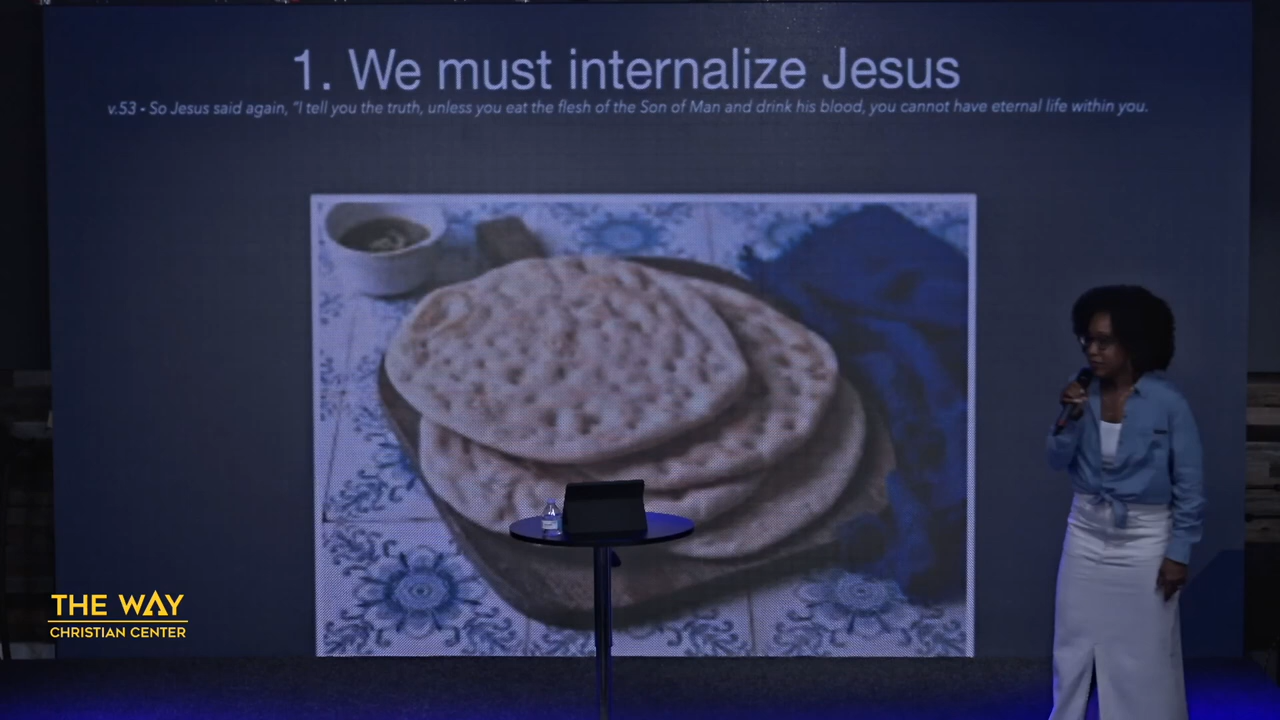 1. We must internalize Jesus
v.53 - So Jesus said again, "I tell you the truth, unless you eat the flesh of the Son of Man and drink his blood, you cannot have eternal life within you.
THE WAY
CHRISTIAN CENTER